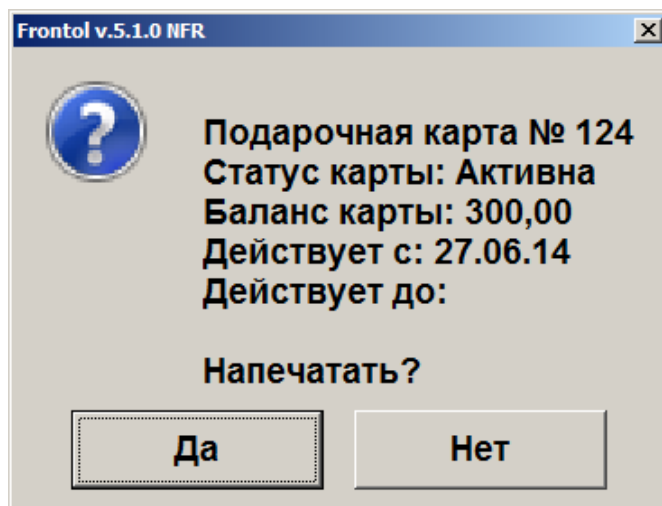 Frontol v.5.1.0 NFR
Подарочная карта № 124
Статус карты: Активна
Баланс карты: 300,00
Действует с: 27.06.14
Действует до:
Напечатать?
Да
Нет